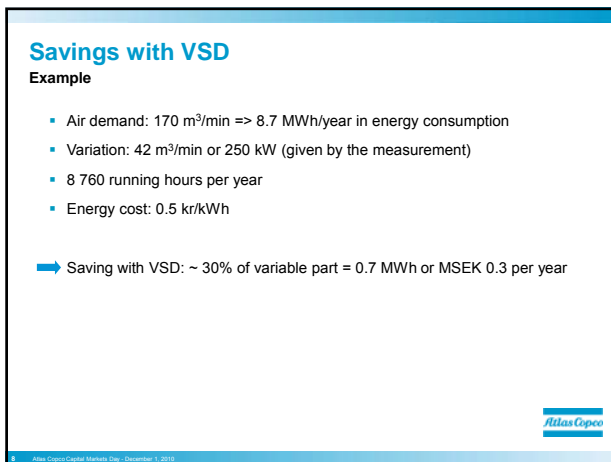 Savings with VSD
Example
▪ Air demand: 170 m³/min => 8.7 MWh/year in energy consumption
▪ Variation: 42 m³/min or 250 kW (given by the measurement)
▪ 8 760 running hours per year
▪ Energy cost: 0.5 kr/kWh
Saving with VSD: ~ 30% of variable part = 0.7 MWh or MSEK 0.3 per year
Atlas Copco
8 Atlas Copco Capital Markets Day - December 1, 2010